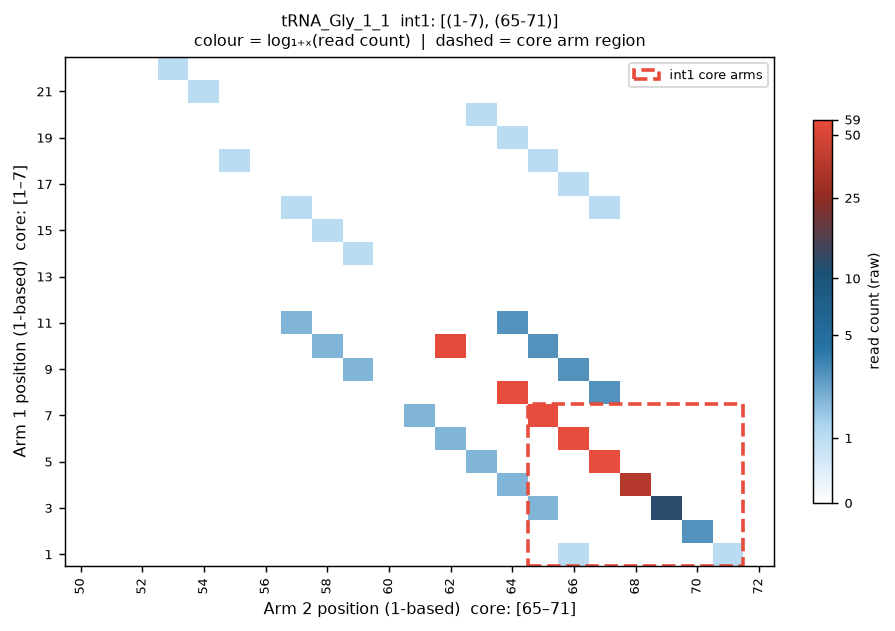 tRNA_Gly_1_1  int1: [(1-7), (65-71)]
colour = log₁₊ₓ(read count)  |  dashed = core arm region
int1 core arms
Arm 1 position (1-based)  core: [1–7]
21
19
17
15
13
11
9
7
5
3
1
50 52 54 56 58 60 62 64 66 68 70 72
Arm 2 position (1-based)  core: [65–71]
59
50
25
10
5
1
0
read count (raw)